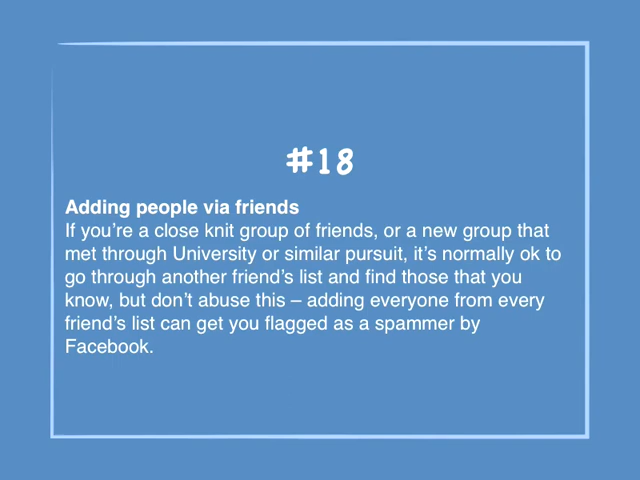 #18
Adding people via friends
If you’re a close knit group of friends, or a new group that
met through University or similar pursuit, it’s normally ok to
go through another friend’s list and find those that you
know, but don’t abuse this – adding everyone from every
friend’s list can get you flagged as a spammer by
Facebook.